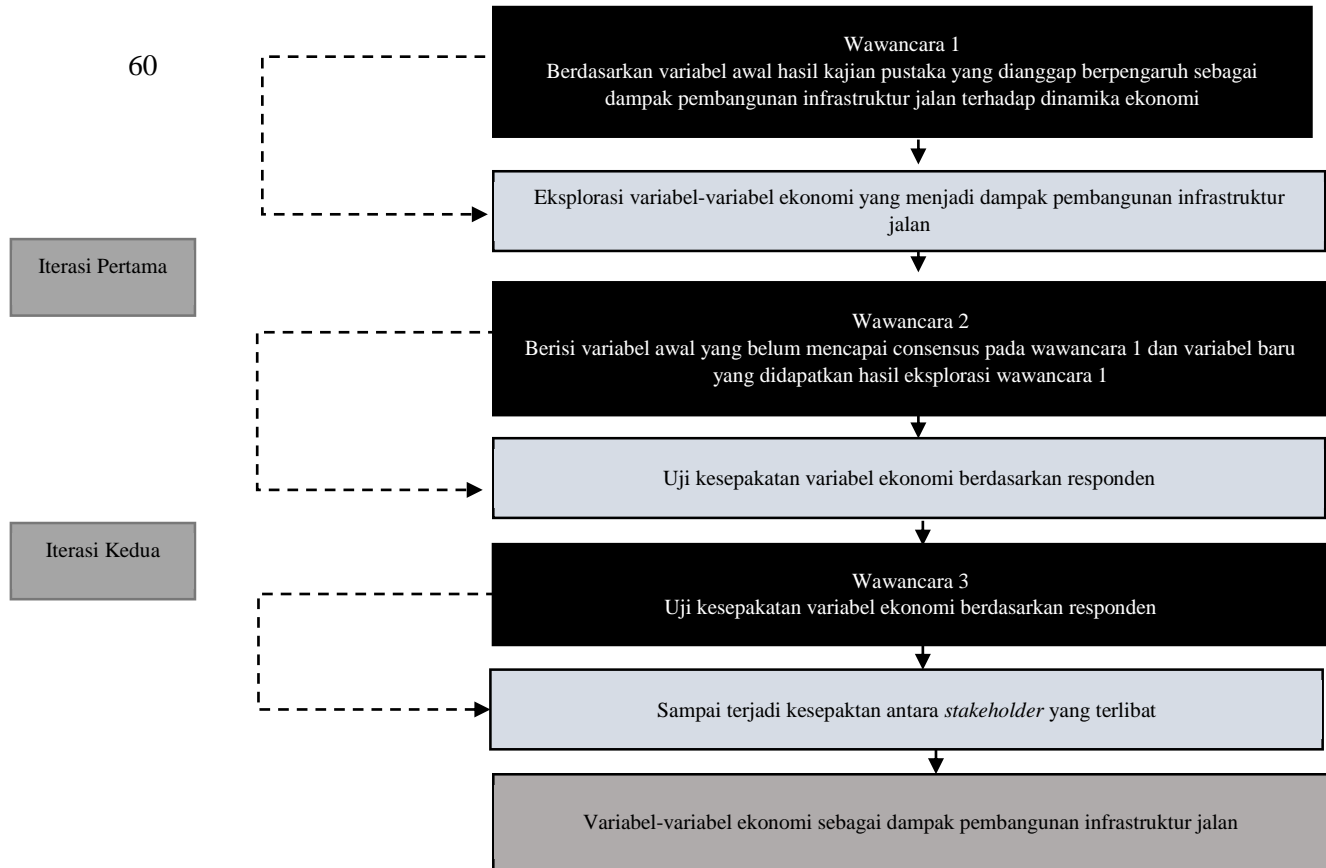 60
Wawancara 1
Berdasarkan variabel awal hasil kajian pustaka yang dianggap berpengaruh sebagai
dampak pembangunan infrastruktur jalan terhadap dinamika ekonomi
Eksplorasi variabel-variabel ekonomi yang menjadi dampak pembangunan infrastruktur
jalan
Iterasi Pertama
Wawancara 2
Berisi variabel awal yang belum mencapai consensus pada wawancara 1 dan variabel baru
yang didapatkan hasil eksplorasi wawancara 1
Uji kesepakatan variabel ekonomi berdasarkan responden
Iterasi Kedua
Wawancara 3
Uji kesepakatan variabel ekonomi berdasarkan responden
Sampai terjadi kesepaktan antara stakeholder yang terlibat
Variabel-variabel ekonomi sebagai dampak pembangunan infrastruktur jalan